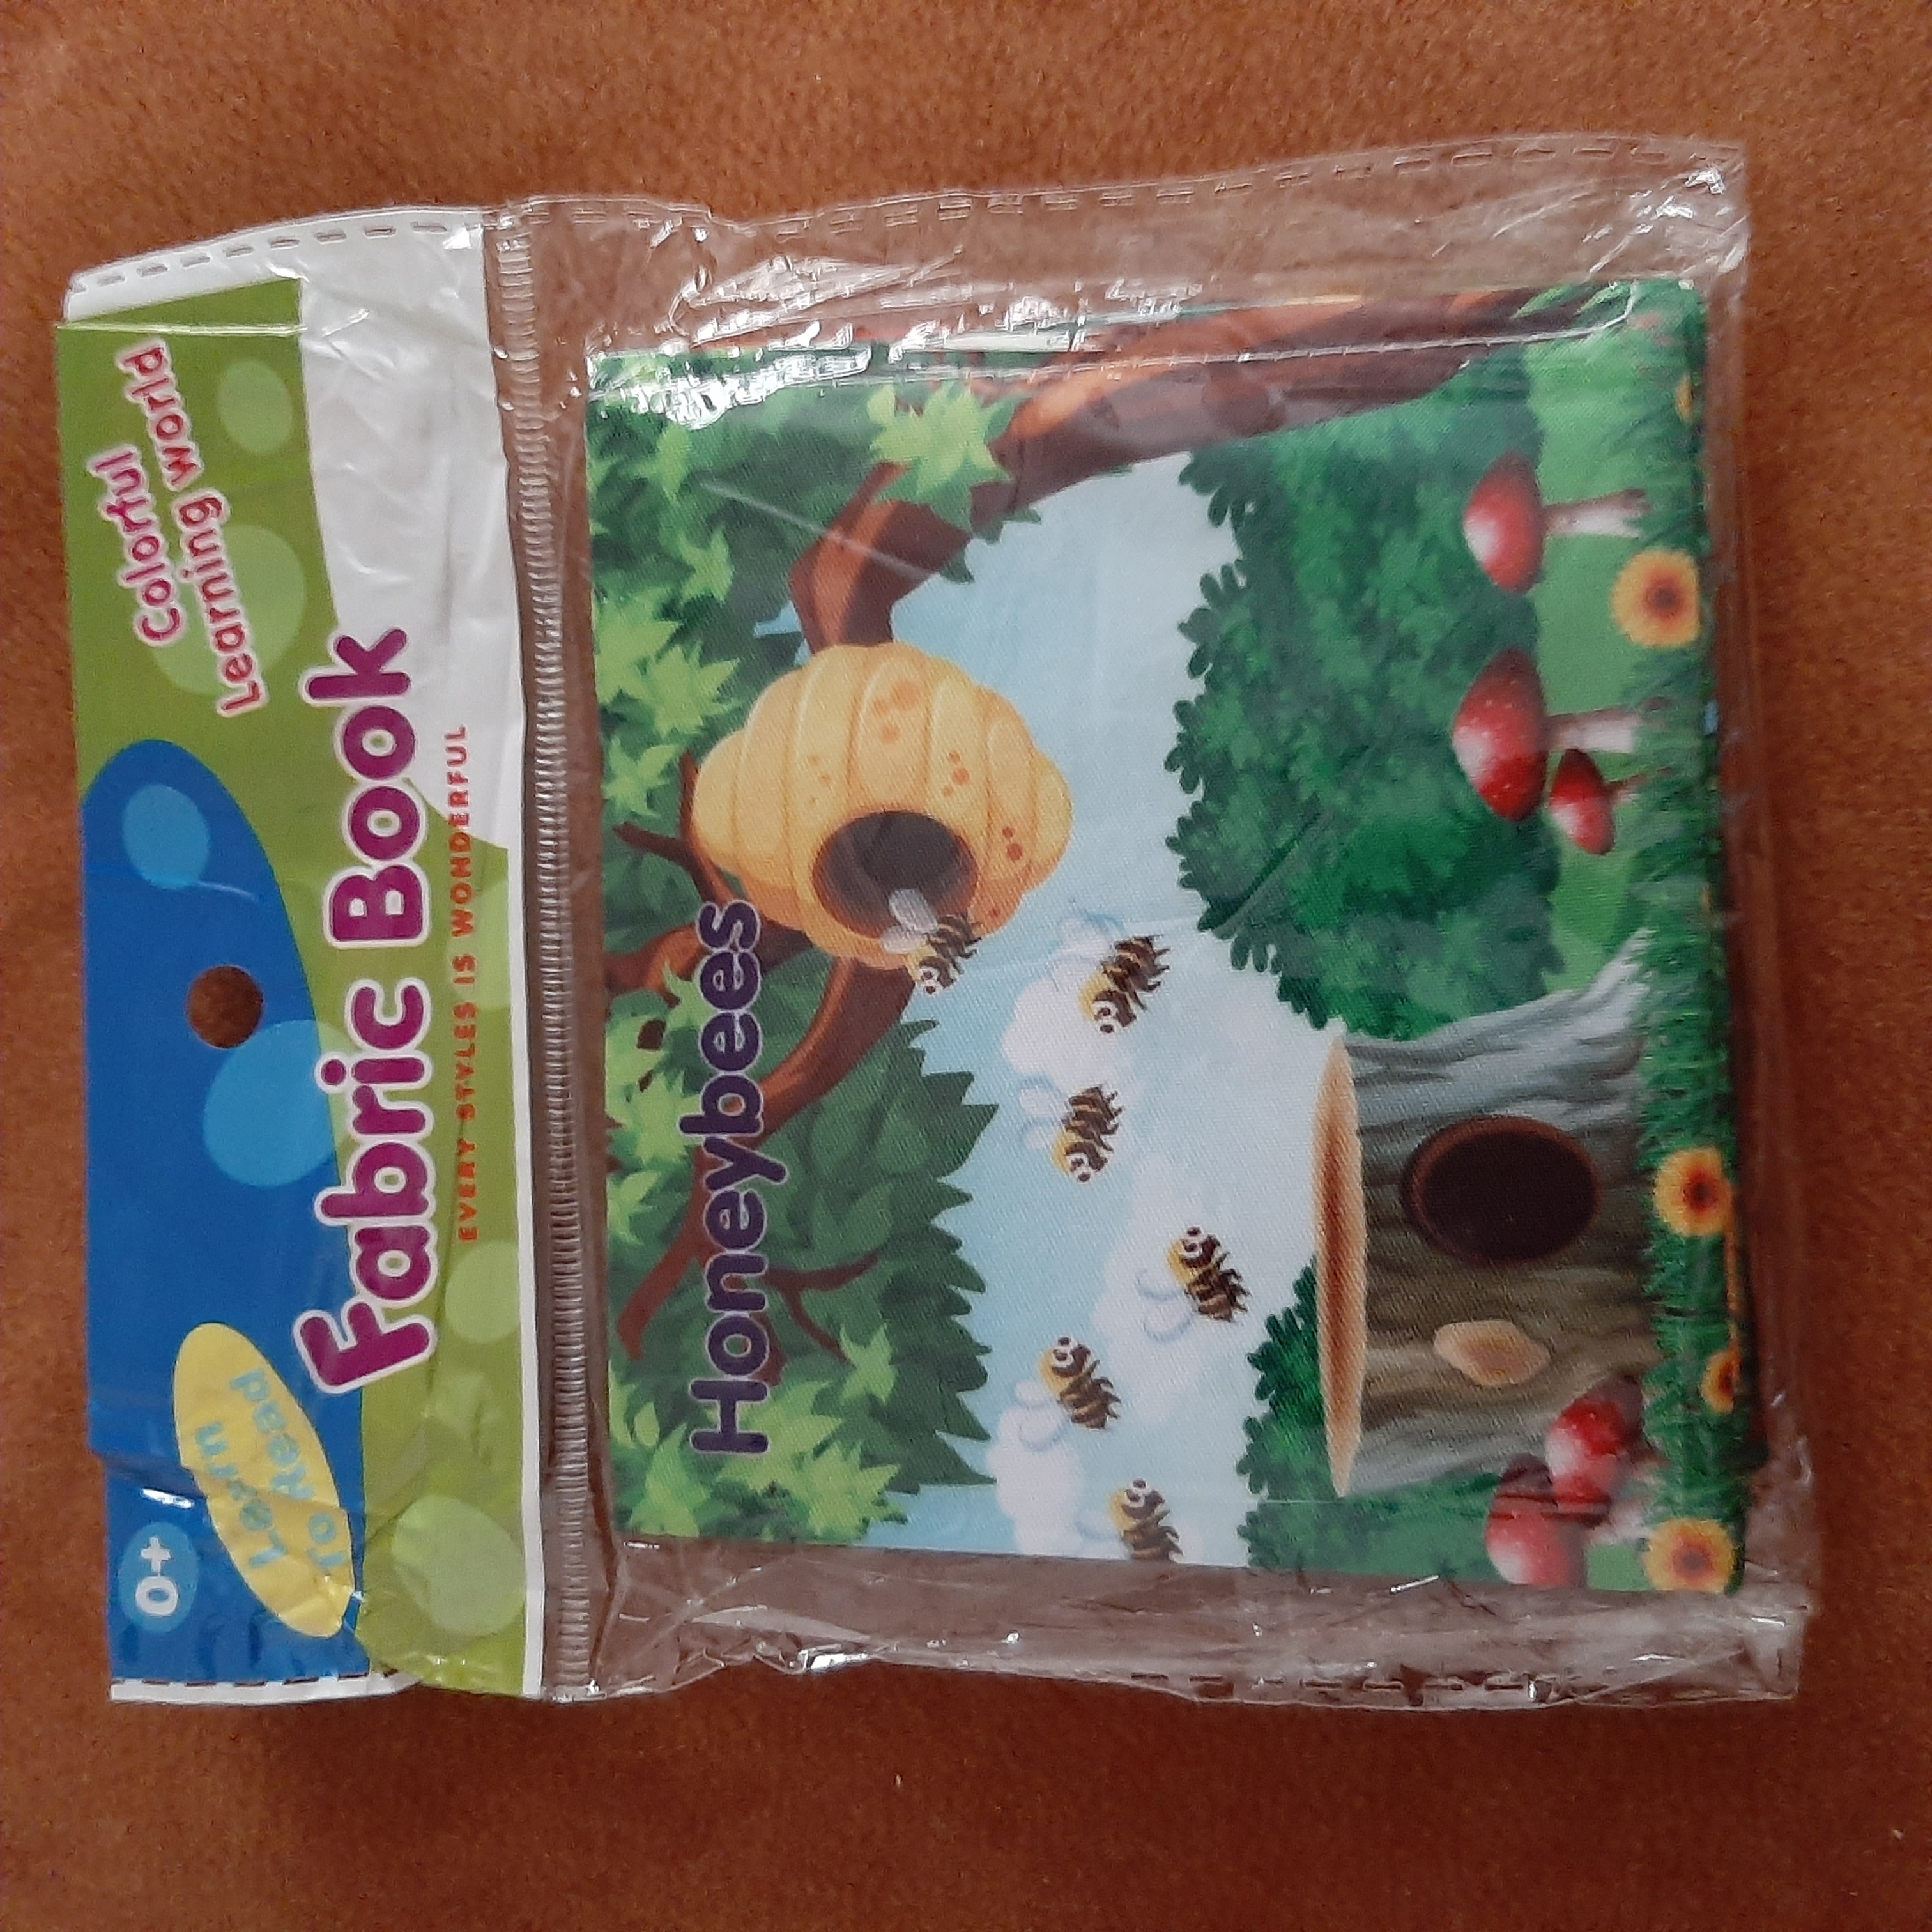 Colorful
Learning world
0+
Learn
To Read
Fabric Book
EVERY STYLES IS WONDERFUL
Honeybees